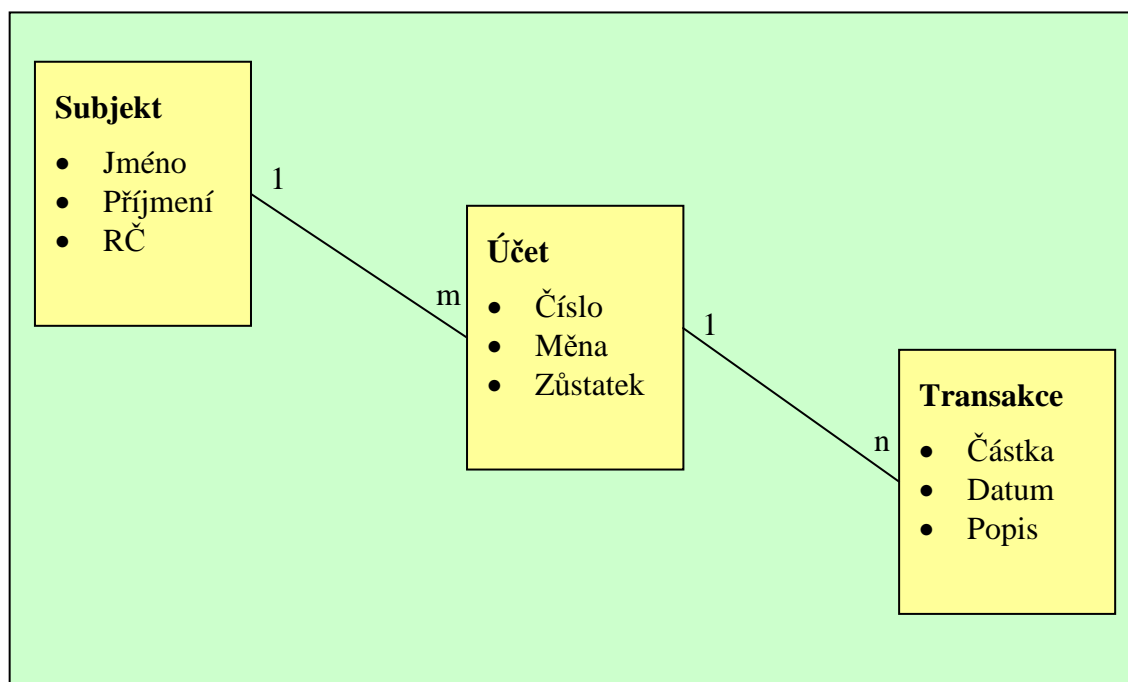 Subjekt
• Jméno
• Příjmení
• RČ
1
m
Účet
• Číslo
• Měna
• Zůstatek
1
n
Transakce
• Částka
• Datum
• Popis